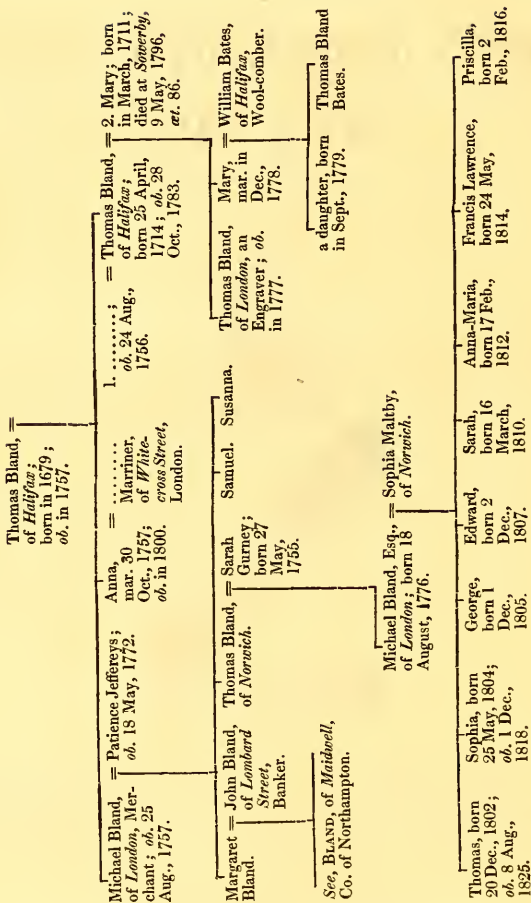 Thomas Bland, =
of Halifax;
born in 1679;
ob. in 1757.
Michael Bland,
of London, Mer-
chant; ob. 25
Aug., 1757.
= Patience Jeffereys;
ob. 18 May, 1772.
Anna,
mar. 30
Oct., 1757;
ob. in 1800.
= .........
Marriner,
of White-
cross Street,
London.
1. .........;
ob. 24 Aug.,
1756.
= Thomas Bland,
of Halifax;
born 25 April,
1714; ob. 28
Oct., 1783.
= 2. Mary; born
in March, 1711;
died at Sowerby,
9 May, 1796,
æt. 86.
Margaret
Bland.
= John Bland,
of Lombard
Street,
Banker.
Thomas Bland,
of Norwich.
= Sarah
Gurney;
born 27
May,
1755.
Samuel.
Susanna.
Thomas Bland,
of London, an
Engraver; ob.
in 1777.
Mary,
mar. in
Dec.,
1778.
= William Bates,
of Halifax,
Wool-comber.
See, BLAND, of Maidwell,
Co. of Northampton.
Michael Bland, Esq.,
of London; born 18
August, 1776.
= Sophia Maltby,
of Norwich.
a daughter, born
in Sept., 1779.
Thomas Bland
Bates.
Thomas, born
20 Dec., 1802;
ob. 8 Aug.,
1825.
Sophia, born
25 May, 1804;
ob. 1 Dec.,
1818.
George,
born 1
Dec.,
1805.
Edward,
born 2
Dec.,
1807.
Sarah,
born 16
March,
1810.
Anna-Maria,
born 17 Feb.,
1812.
Francis Lawrence,
born 24 May,
1814.
Priscilla,
born 2
Feb., 1816.